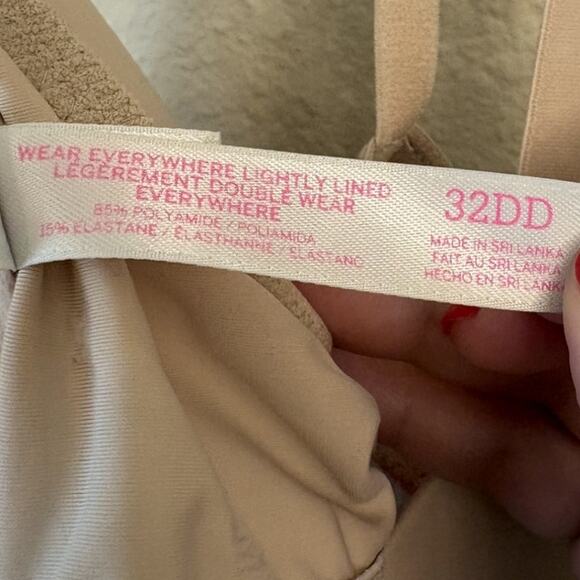 WEAR EVERYWHERE LIGHTLY LINED
LÉGÈREMENT DOUBLE WEAR
EVERYWHERE
85% POLYAMIDE / POLIAMIDA
15% ELASTANE / ÉLASTHANNE / ELASTANO
32DD
MADE IN SRI LANKA
FAIT AU SRI LANKA
HECHO EN SRI LANKA